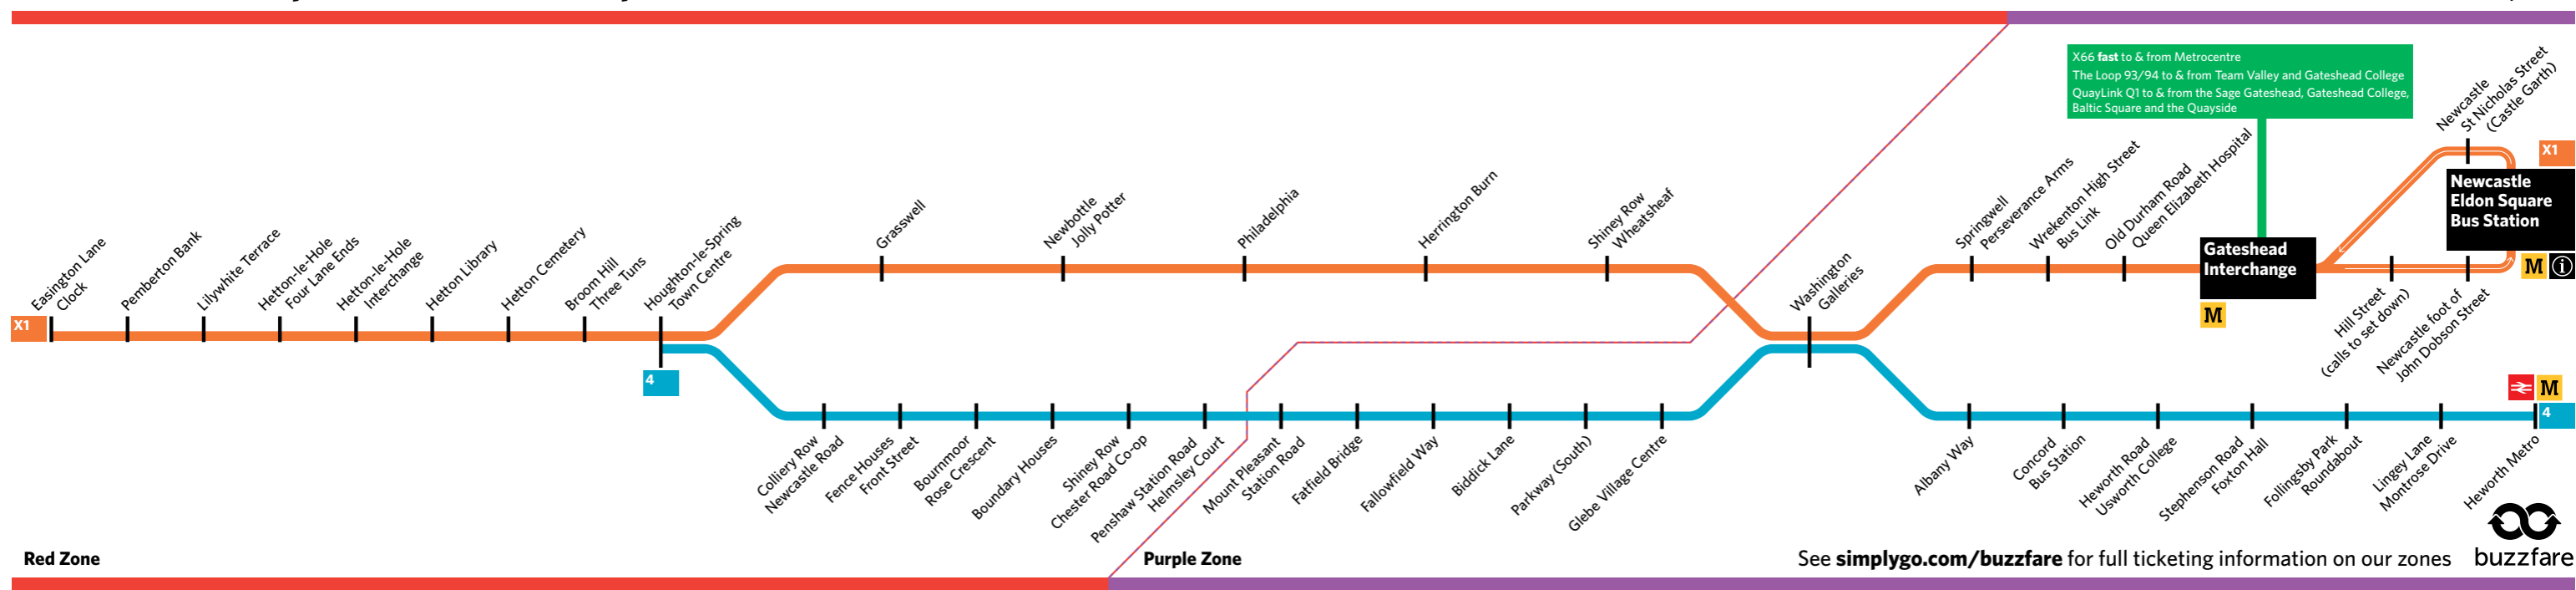 X66 fast to & from Metrocentre
The Loop 93/94 to & from Team Valley and Gateshead College
QuayLink Q1 to & from the Sage Gateshead, Gateshead College,
Baltic Square and the Quayside
X1
Easington Lane
Clock
Pemberton Bank
Lilywhite Terrace
Hetton-le-Hole
Four Lane Ends
Hetton-le-Hole
Interchange
Hetton Library
Hetton Cemetery
Broom Hill
Three Tuns
Houghton-le-Spring
Town Centre
Grasswell
Newbottle
Jolly Potter
Philadelphia
Herrington Burn
Shiney Row
Wheatsheaf
Washington
Galleries
Springwell
Perseverance Arms
Wrekenton High Street
Bus Link
Old Durham Road
Queen Elizabeth Hospital
Gateshead
Interchange
M
Newcastle
St Nicholas Street
(Castle Garth)
X1
Newcastle
Eldon Square
Bus Station
M i
Hill Street
(calls to set down)
Newcastle foot of
John Dobson Street
4
Colliery Row
Newcastle Road
Fence Houses
Front Street
Bournmoor
Rose Crescent
Boundary Houses
Shiney Row
Chester Road Co-op
Penshaw Station Road
Helmsley Court
Mount Pleasant
Station Road
Fatfield Bridge
Fallowfield Way
Biddick Lane
Parkway (South)
Glebe Village Centre
Albany Way
Concord
Bus Station
Heworth Road
Usworth College
Stephenson Road
Foxton Hall
Follingsby Park
Roundabout
Lingey Lane
Montrose Drive
Heworth Metro
M
4
Red Zone
Purple Zone
See simplygo.com/buzzfare for full ticketing information on our zones
buzzfare